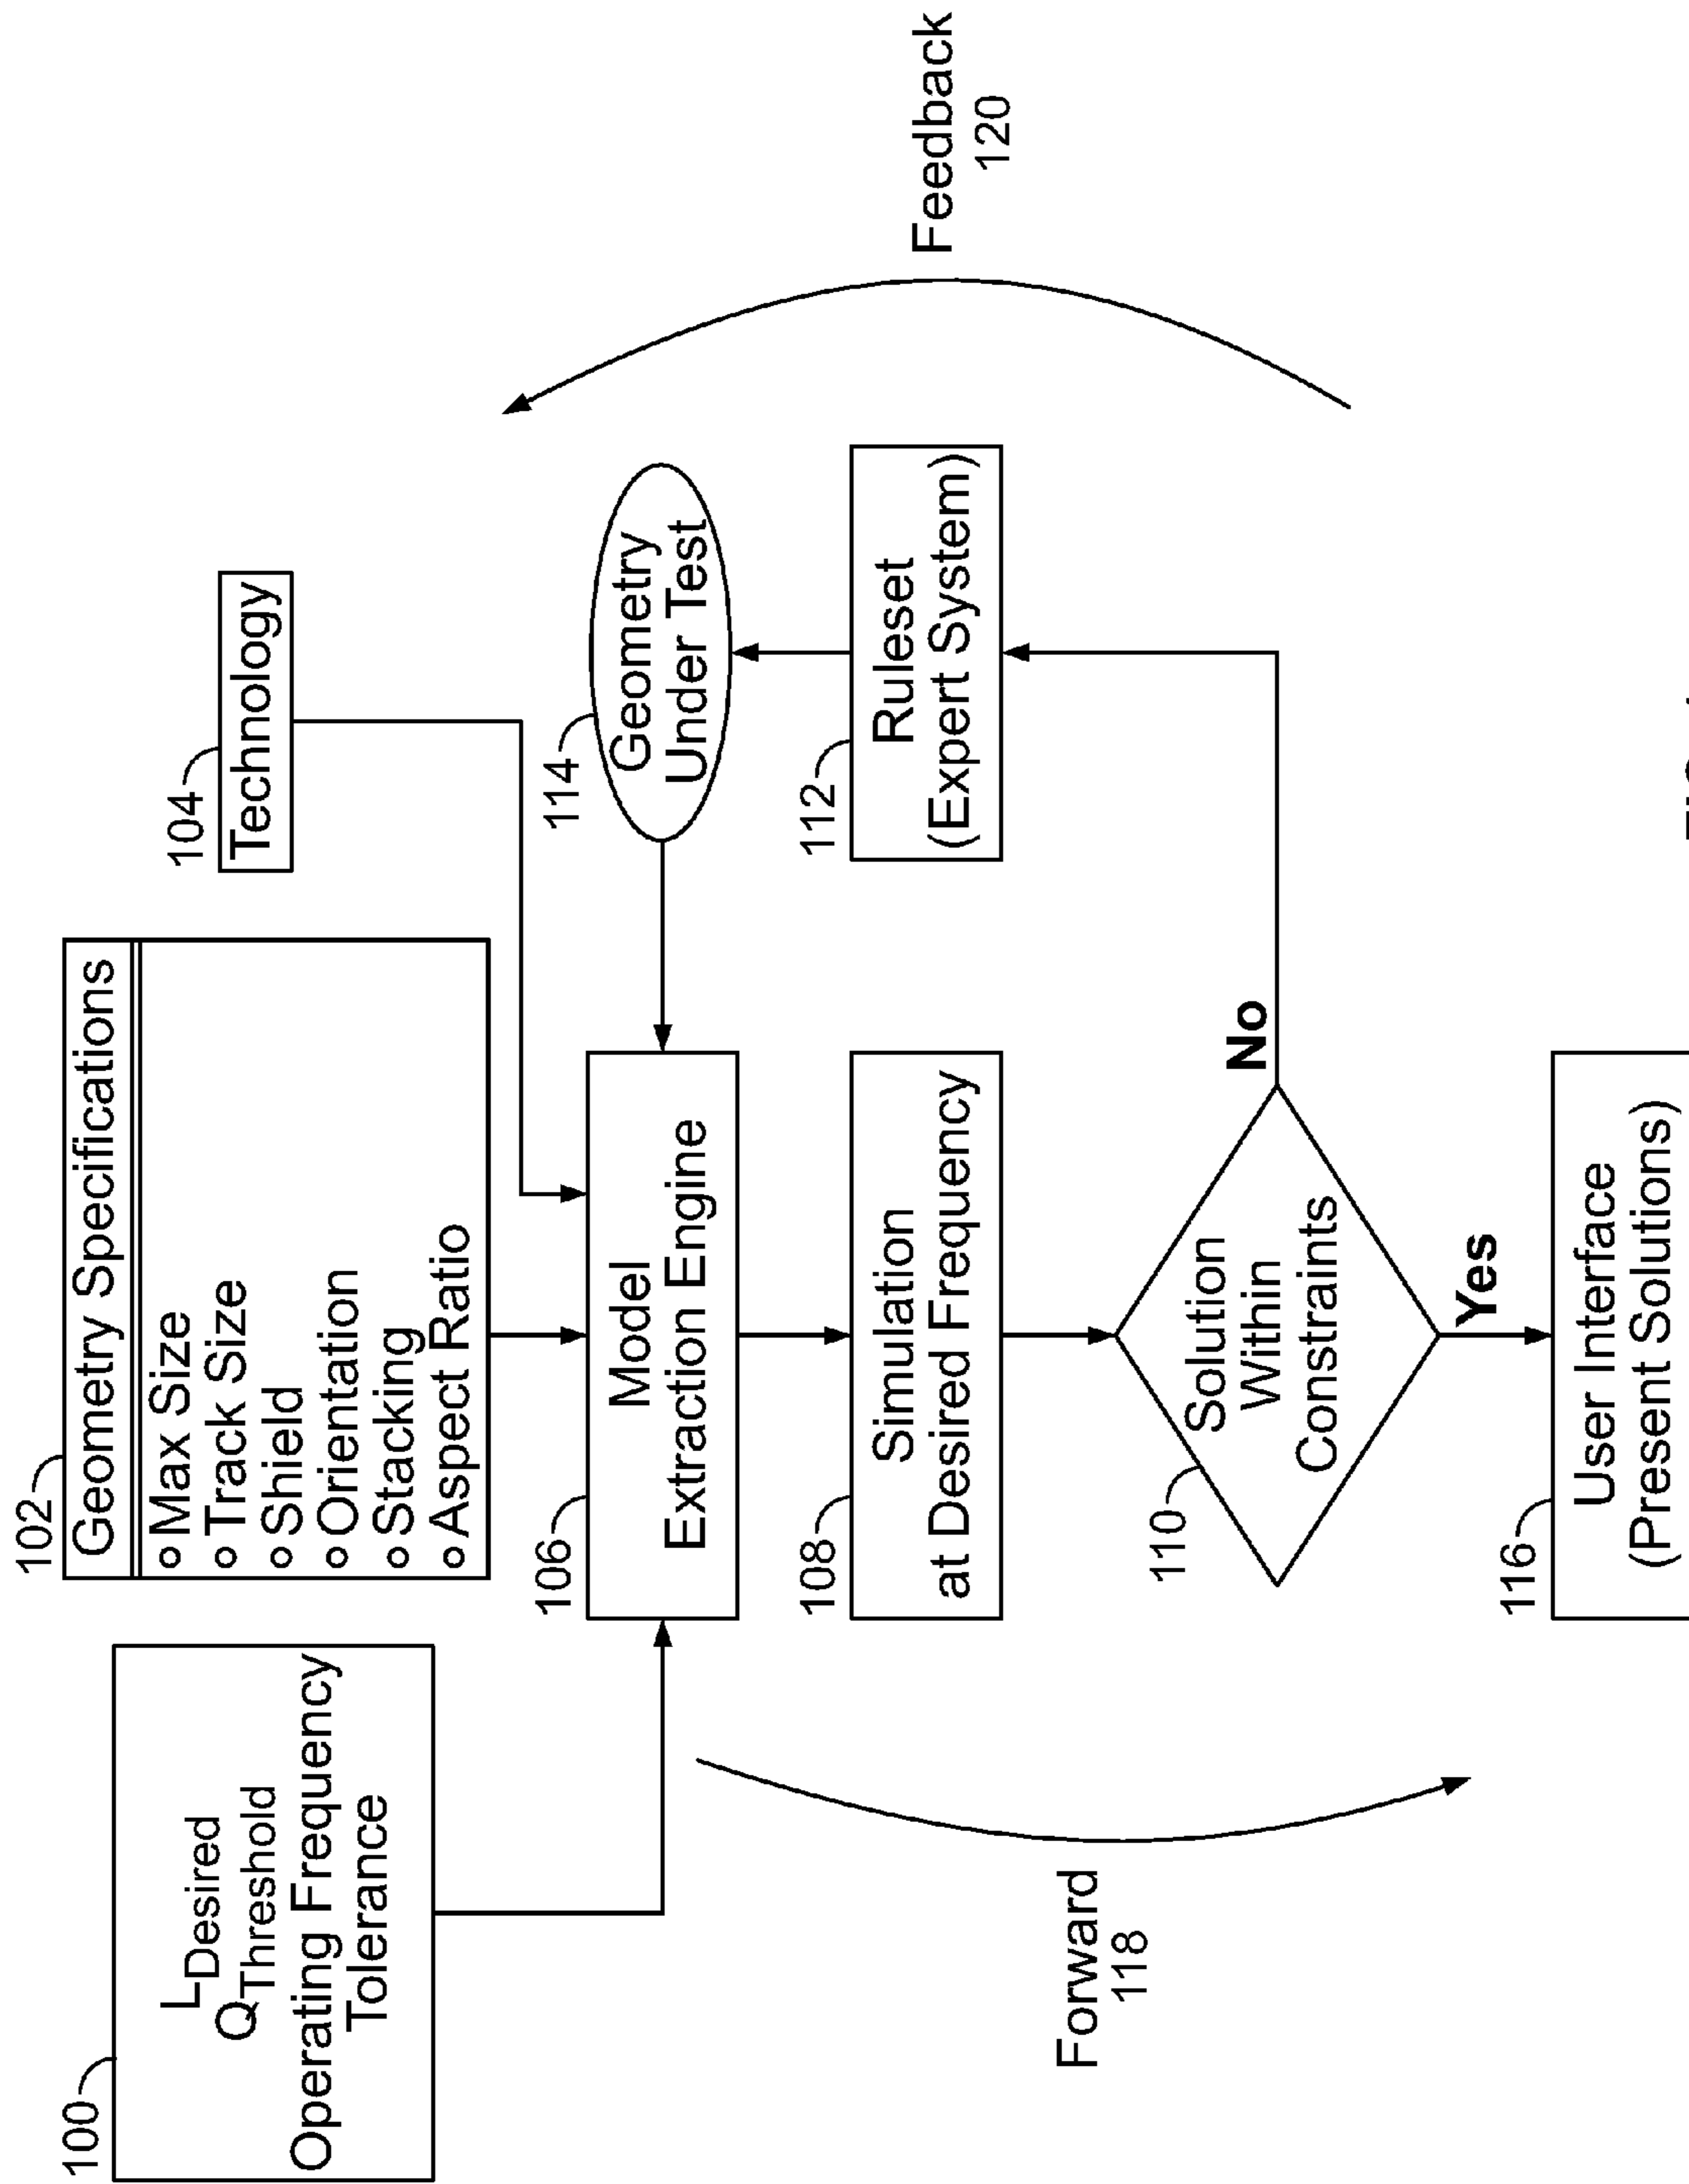 100
L Desired
Q Threshold
Operating Frequency
Tolerance
102
Geometry Specifications
Max Size
Track Size
Shield
Orientation
Stacking
Aspect Ratio
104
Technology
106
Model
Extraction Engine
114
Geometry
Under Test
108
Simulation
at Desired Frequency
112
Ruleset
(Expert System)
110
Solution
Within
Constraints
No
Yes
116
User Interface
(Present Solutions)
Forward
118
Feedback
120